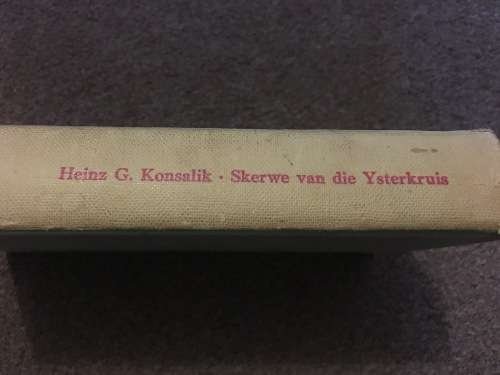 Heinz G. Konsalik · Skerwe van die Ysterkruis